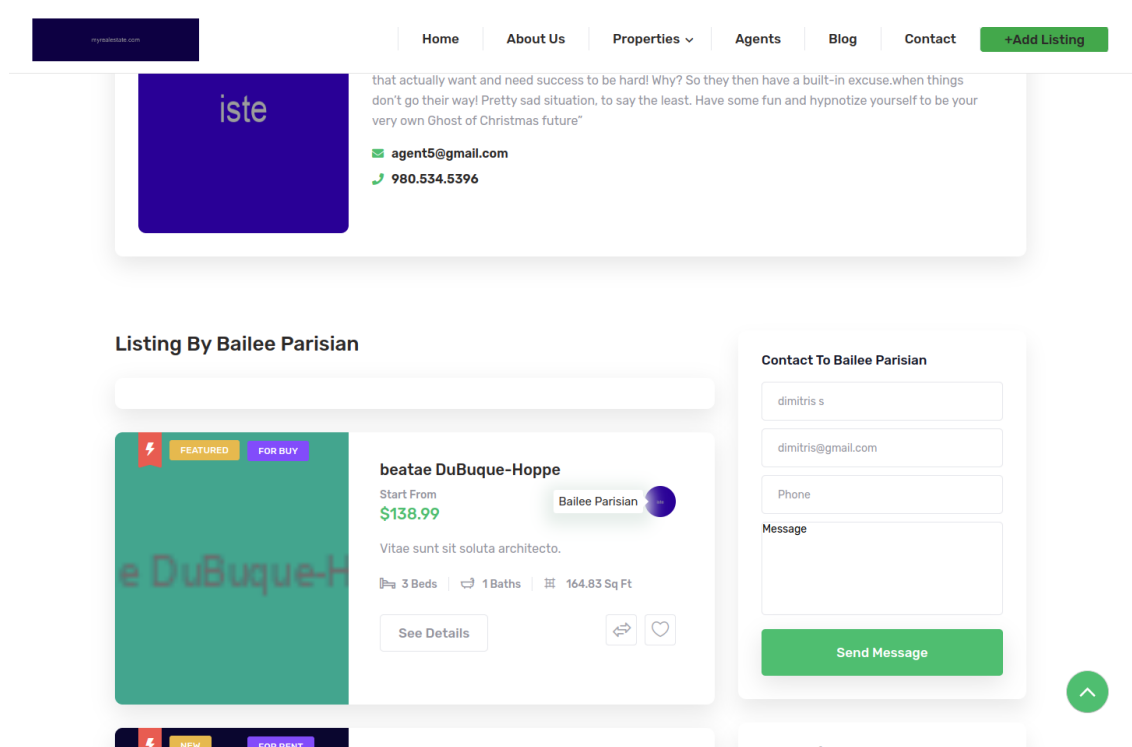 myrealestate.com
Home
About Us
Properties
Agents
Blog
Contact
+Add Listing
iste
that actually want and need success to be hard! Why? So they then have a built-in excuse.when things
don't go their way! Pretty sad situation, to say the least. Have some fun and hypnotize yourself to be your
very own Ghost of Christmas future”
agent5@gmail.com
980.534.5396
Listing By Bailee Parisian
FEATURED
FOR BUY
e DuBuque-H
beatae DuBuque-Hoppe
Start From
$138.99
Bailee Parisian
Vitae sunt sit soluta architecto.
3 Beds
1 Baths
164.83 Sq Ft
See Details
NEW
FOR RENT
Contact To Bailee Parisian
dimitris s
dimitris@gmail.com
Phone
Message
Send Message